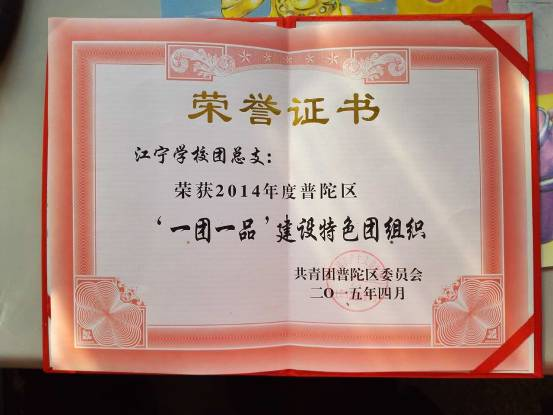 荣誉证书
江宁学校团总支：
荣获2014年度普陀区
‘一团一品’建设特色团组织
共青团普陀区委员会
二〇一五年四月